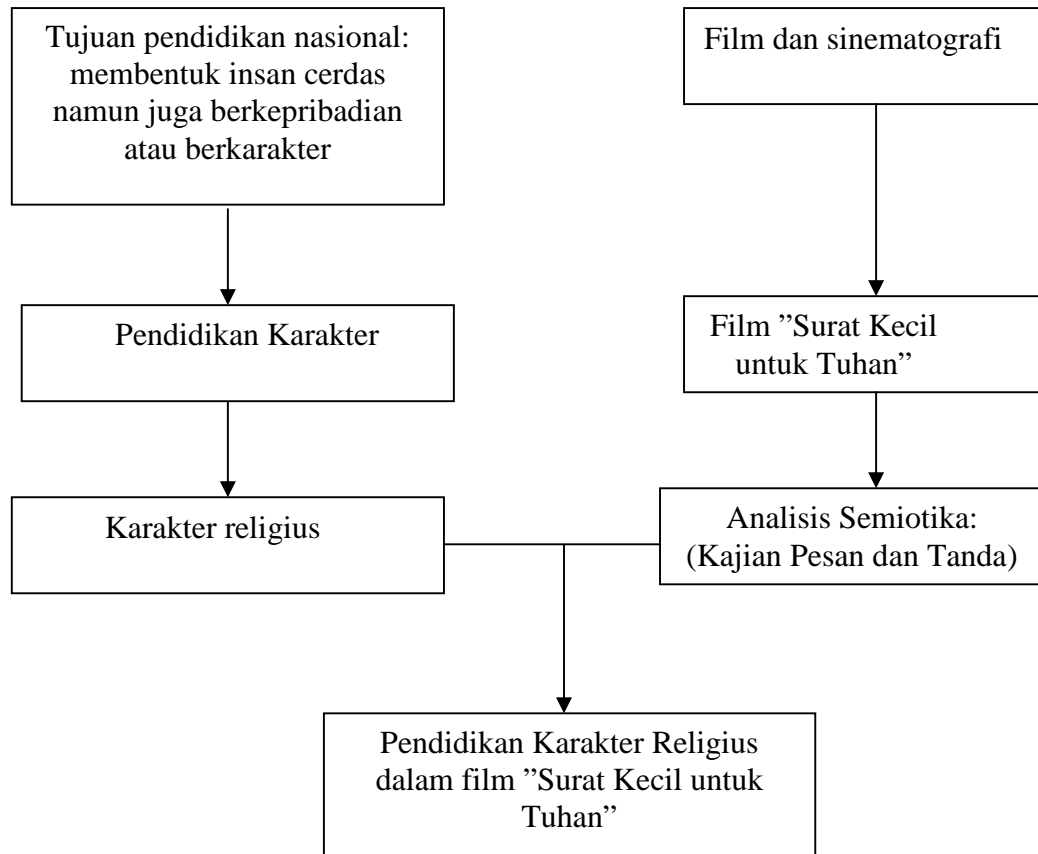 Tujuan pendidikan nasional:
membentuk insan cerdas
namun juga berkepribadian
atau berkarakter
Film dan sinematografi
Pendidikan Karakter
Film ”Surat Kecil
untuk Tuhan”
Karakter religius
Analisis Semiotika:
(Kajian Pesan dan Tanda)
Pendidikan Karakter Religius
dalam film ”Surat Kecil untuk
Tuhan”